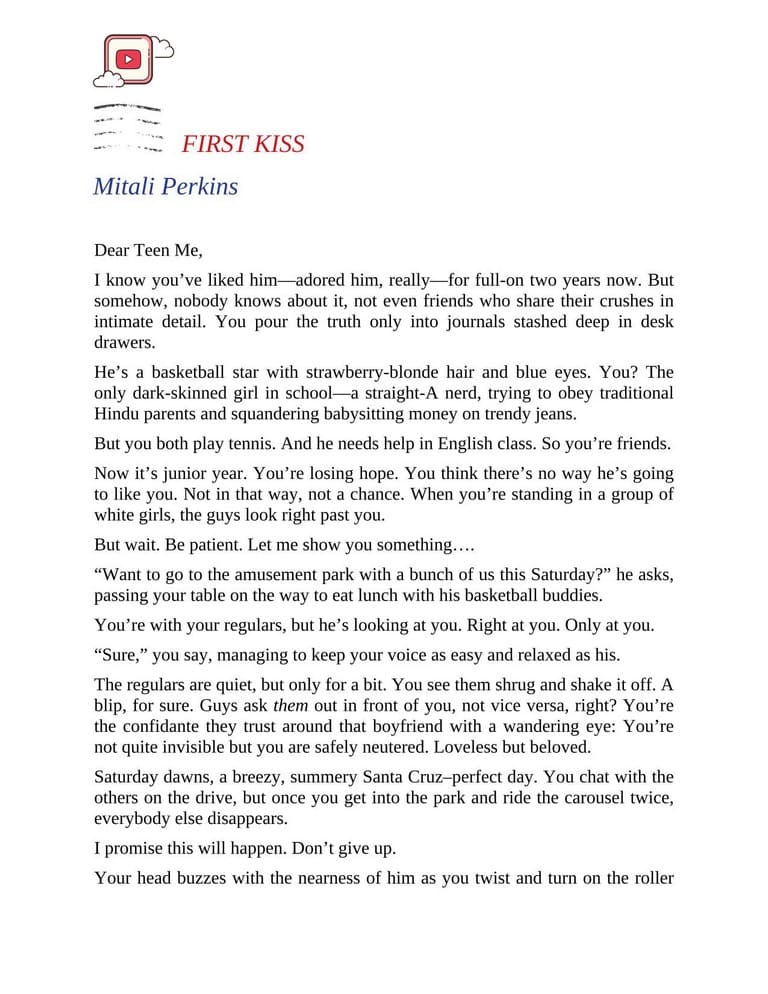 FIRST KISS
Mitali Perkins
Dear Teen Me,
I know you’ve liked him—adored him, really—for full-on two years now. But
somehow, nobody knows about it, not even friends who share their crushes in
intimate detail. You pour the truth only into journals stashed deep in desk
drawers.
He’s a basketball star with strawberry-blonde hair and blue eyes. You? The
only dark-skinned girl in school—a straight-A nerd, trying to obey traditional
Hindu parents and squandering babysitting money on trendy jeans.
But you both play tennis. And he needs help in English class. So you’re friends.
Now it’s junior year. You’re losing hope. You think there’s no way he’s going
to like you. Not in that way, not a chance. When you’re standing in a group of
white girls, the guys look right past you.
But wait. Be patient. Let me show you something….
“Want to go to the amusement park with a bunch of us this Saturday?” he asks,
passing your table on the way to eat lunch with his basketball buddies.
You’re with your regulars, but he’s looking at you. Right at you. Only at you.
“Sure,” you say, managing to keep your voice as easy and relaxed as his.
The regulars are quiet, but only for a bit. You see them shrug and shake it off. A
blip, for sure. Guys ask them out in front of you, not vice versa, right? You’re
the confidante they trust around that boyfriend with a wandering eye: You’re
not quite invisible but you are safely neutered. Loveless but beloved.
Saturday dawns, a breezy, summery Santa Cruz–perfect day. You chat with the
others on the drive, but once you get into the park and ride the carousel twice,
everybody else disappears.
I promise this will happen. Don’t give up.
Your head buzzes with the nearness of him as you twist and turn on the roller